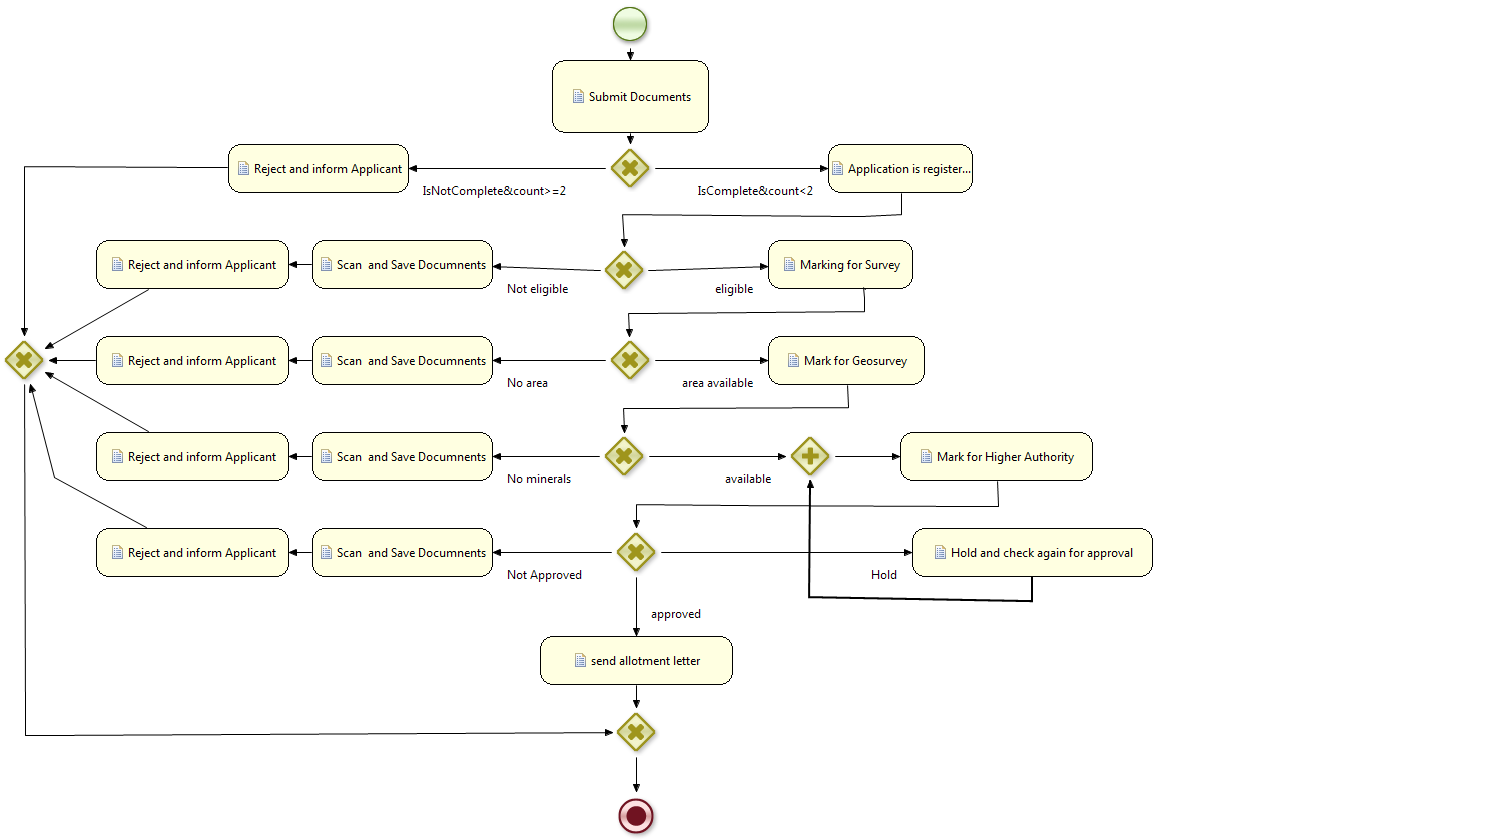 Submit Documents
Reject and inform Applicant
Application is register...
IsNotComplete&count>=2
IsComplete&count<2
Reject and inform Applicant
Scan  and Save Documnents
Marking for Survey
Not eligible
eligible
Reject and inform Applicant
Scan  and Save Documnents
Mark for Geosurvey
No area
area available
Reject and inform Applicant
Scan  and Save Documnents
Mark for Higher Authority
No minerals
available
Reject and inform Applicant
Scan  and Save Documnents
Hold and check again for approval
Not Approved
Hold
approved
send allotment letter